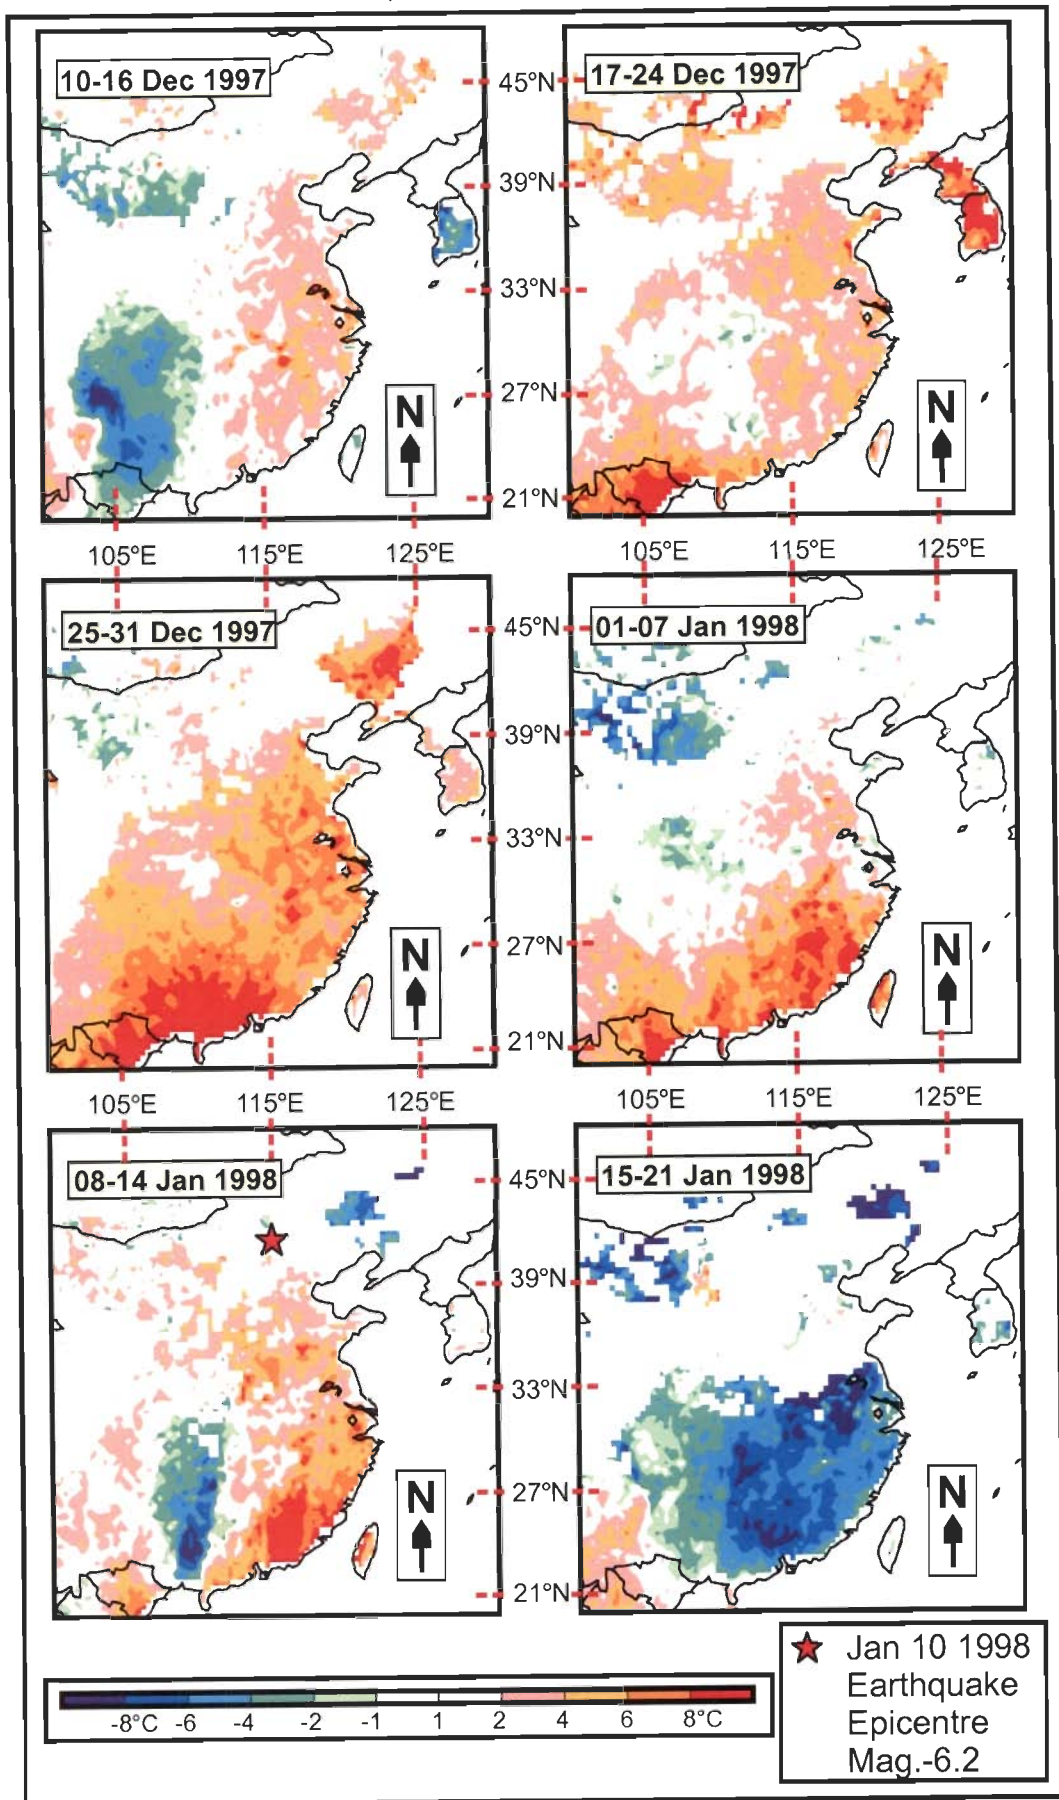 10-16 Dec 1997
17-24 Dec 1997
45°N
39°N
33°N
27°N
21°N
N
N
105°E
115°E
125°E
105°E
115°E
125°E
25-31 Dec 1997
01-07 Jan 1998
45°N
39°N
33°N
27°N
21°N
N
N
105°E
115°E
125°E
105°E
115°E
125°E
08-14 Jan 1998
15-21 Jan 1998
45°N
39°N
33°N
27°N
21°N
N
N
-8°C -6 -4 -2 -1 1 2 4 6 8°C
Jan 10 1998
Earthquake
Epicentre
Mag.-6.2